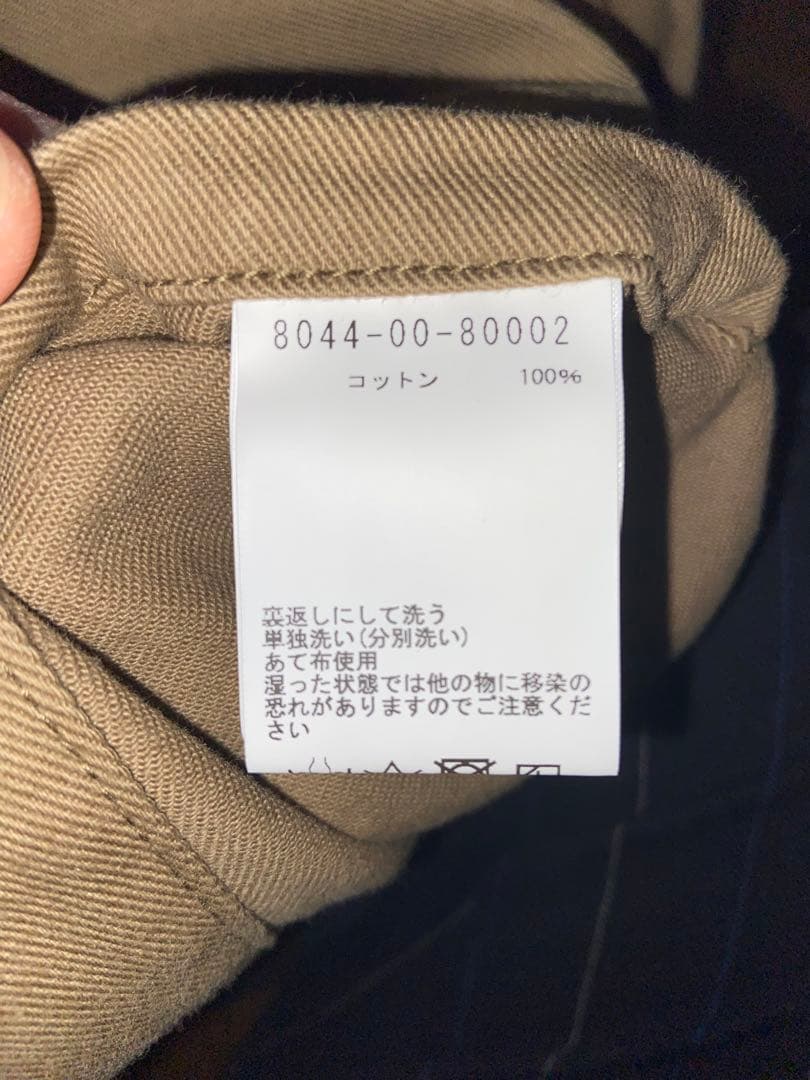 8044-00-80002
コットン 100%
裏返しにして洗う
単独洗い(分別洗い)
あて布使用
湿った状態では他の物に移染の
恐れがありますのでご注意くだ
さい